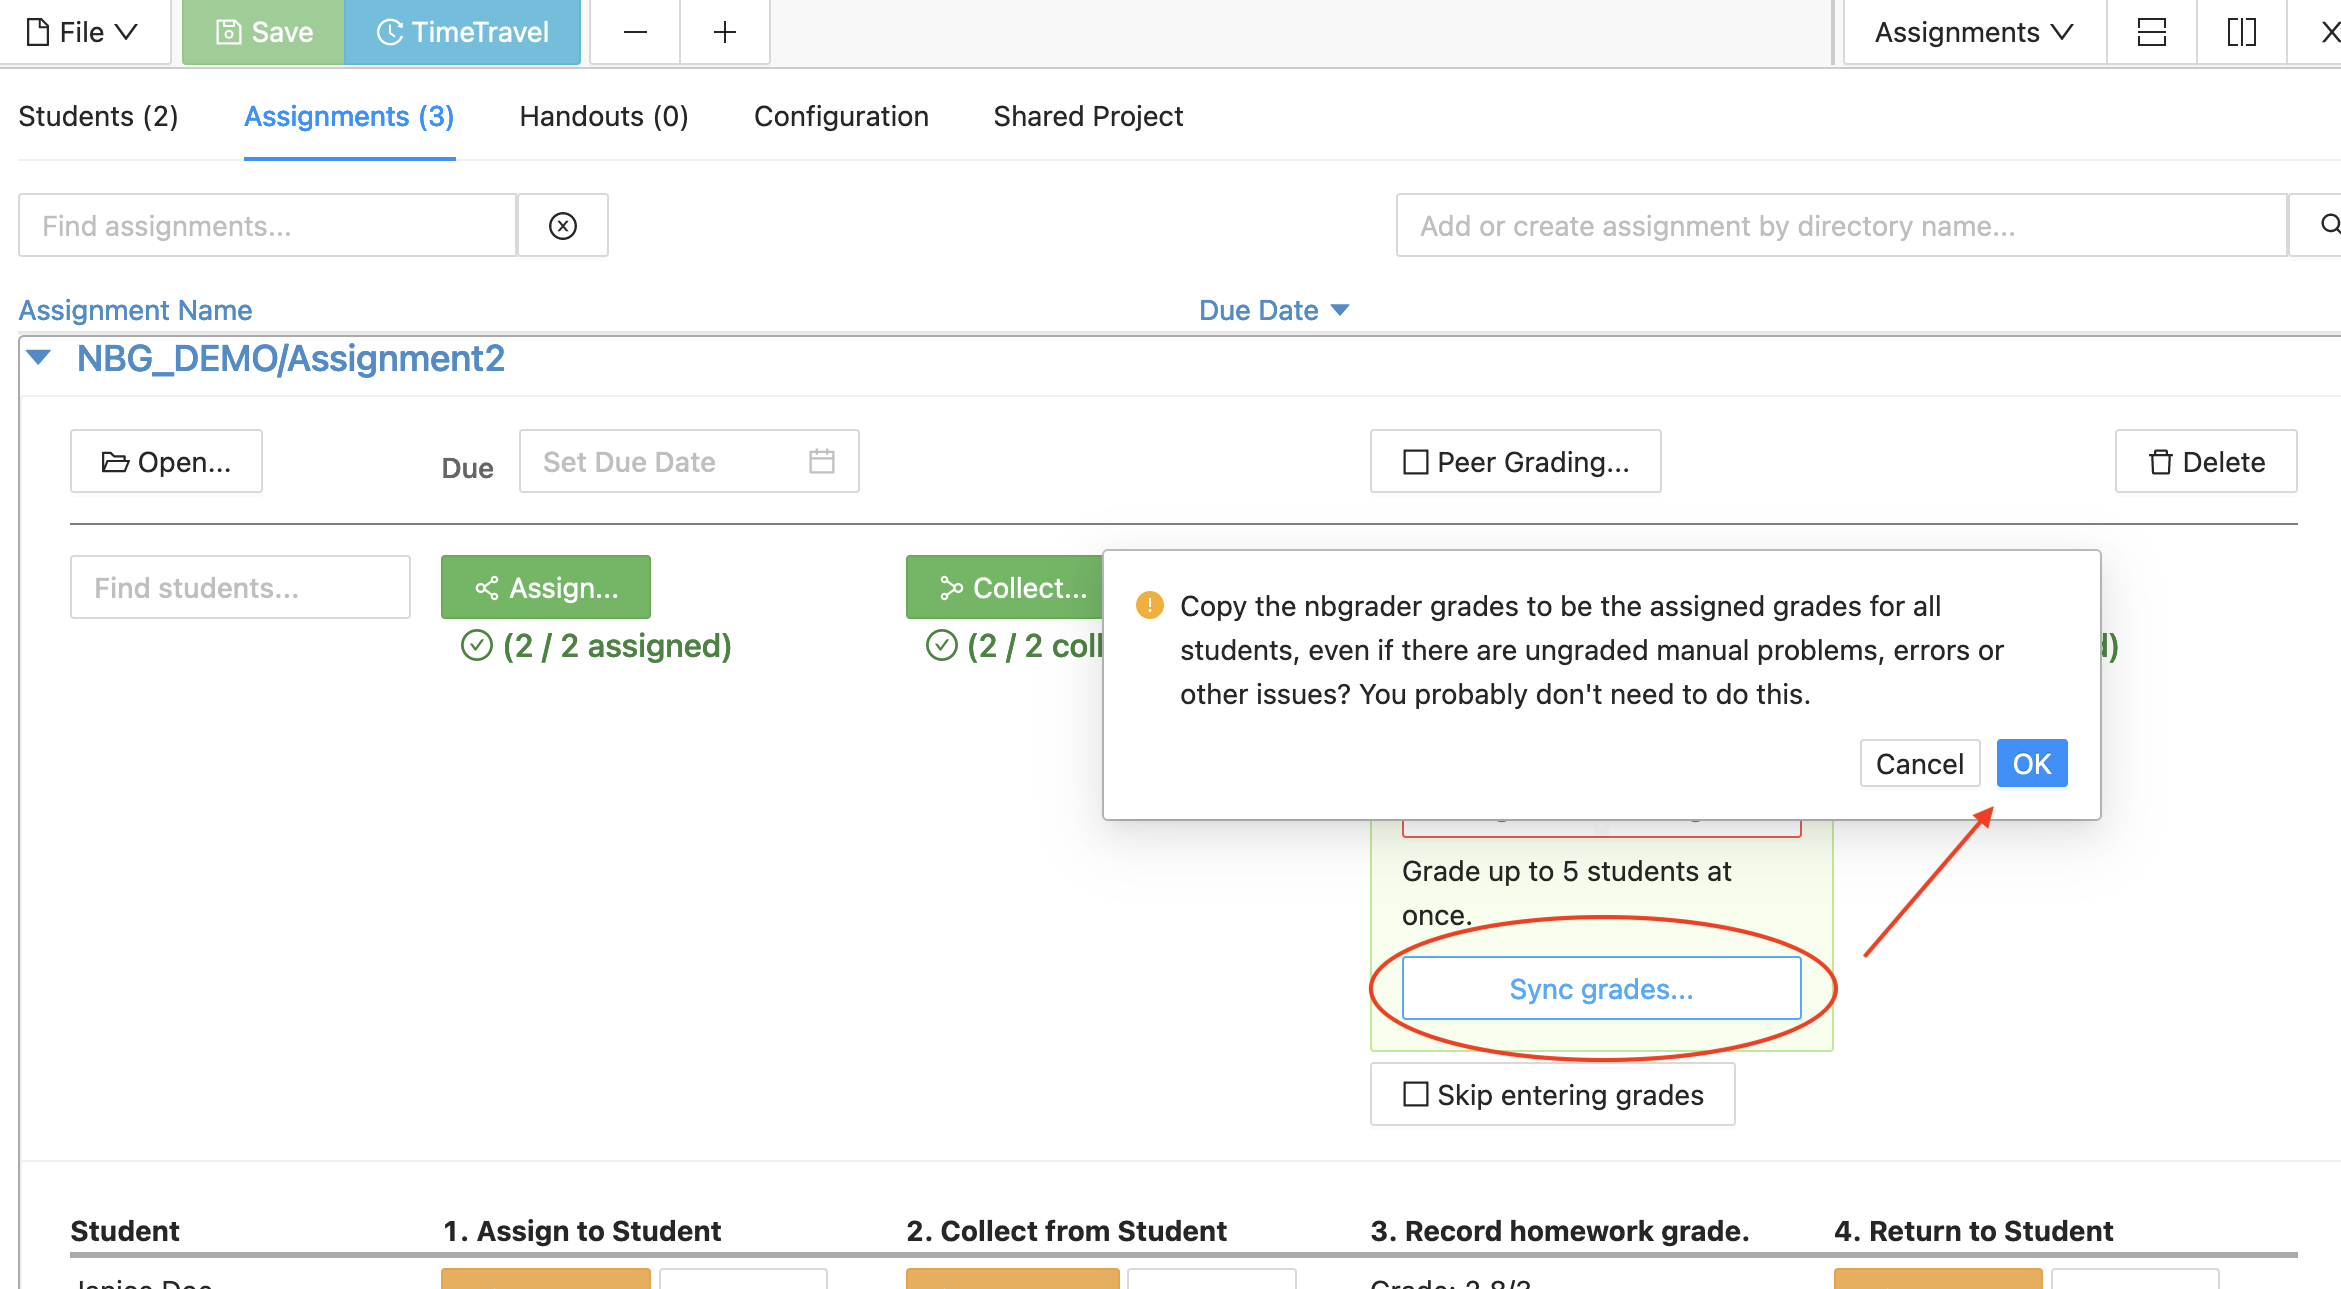 File
Save
TimeTravel
Assignments
Students (2)
Assignments (3)
Handouts (0)
Configuration
Shared Project
Find assignments...
Add or create assignment by directory name...
Assignment Name
Due Date
NBG_DEMO/Assignment2
Open...
Due
Set Due Date
Peer Grading...
Delete
Find students...
Assign...
Collect...
(2 / 2 assigned)
(2 / 2 coll
d)
Copy the nbgrader grades to be the assigned grades for all
students, even if there are ungraded manual problems, errors or
other issues? You probably don't need to do this.
Cancel
OK
Grade up to 5 students at
once.
Sync grades...
Skip entering grades
Student
1. Assign to Student
2. Collect from Student
3. Record homework grade.
4. Return to Student